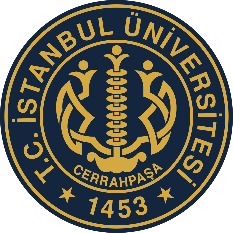 T.C. İSTANBUL ÜNİVERSİTESİ
CERRAHPAŞA
1453